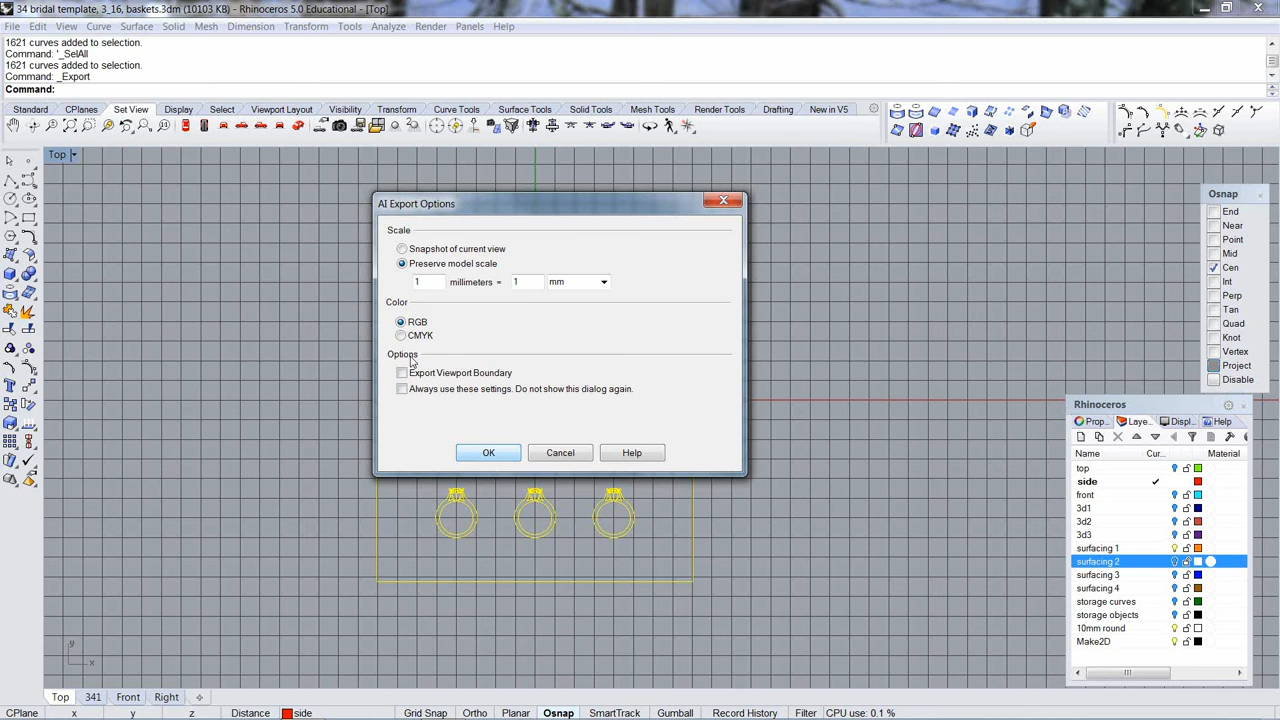 34 bridal template, 3_16, baskets.3dm (10103 KB) - Rhinoceros 5.0 Educational - [Top]
File Edit View Curve Surface Solid Mesh Dimension Transform Tools Analyze Render Panels Help
1621 curves added to selection.
Command: '_SelAll
1621 curves added to selection.
Command: _Export
Command:
Standard CPlanes Set View Display Select Viewport Layout Visibility Transform Curve Tools Surface Tools Solid Tools Mesh Tools Render Tools Drafting New in V5
Top
AI Export Options
Scale
Snapshot of current view
Preserve model scale
1 millimeters = 1 mm
Color
RGB
CMYK
Options
Export Viewport Boundary
Always use these settings. Do not show this dialog again.
OK Cancel Help
Osnap
End
Near
Point
Mid
Cen
Int
Perp
Tan
Quad
Knot
Vertex
Project
Disable
Rhinoceros
Prop... Laye... Displ... Help
Name Cur... Material
top
side
front
3d1
3d2
3d3
surfacing 1
surfacing 2
surfacing 3
surfacing 4
storage curves
storage objects
10mm round
Make2D
y
x
Top 341 Front Right
CPlane x y z Distance side Grid Snap Ortho Planar Osnap SmartTrack Gumball Record History Filter CPU use: 0.1 %